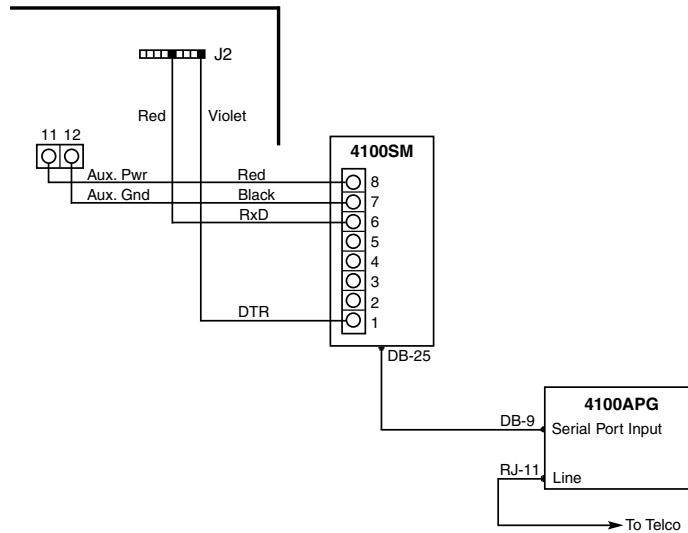 J2
Red Violet
11 12
4100SM
Aux. Pwr Red 8
Aux. Gnd Black 7
RxD 6
5
4
3
2
DTR 1
DB-25
4100APG
DB-9 Serial Port Input
RJ-11 Line
To Telco